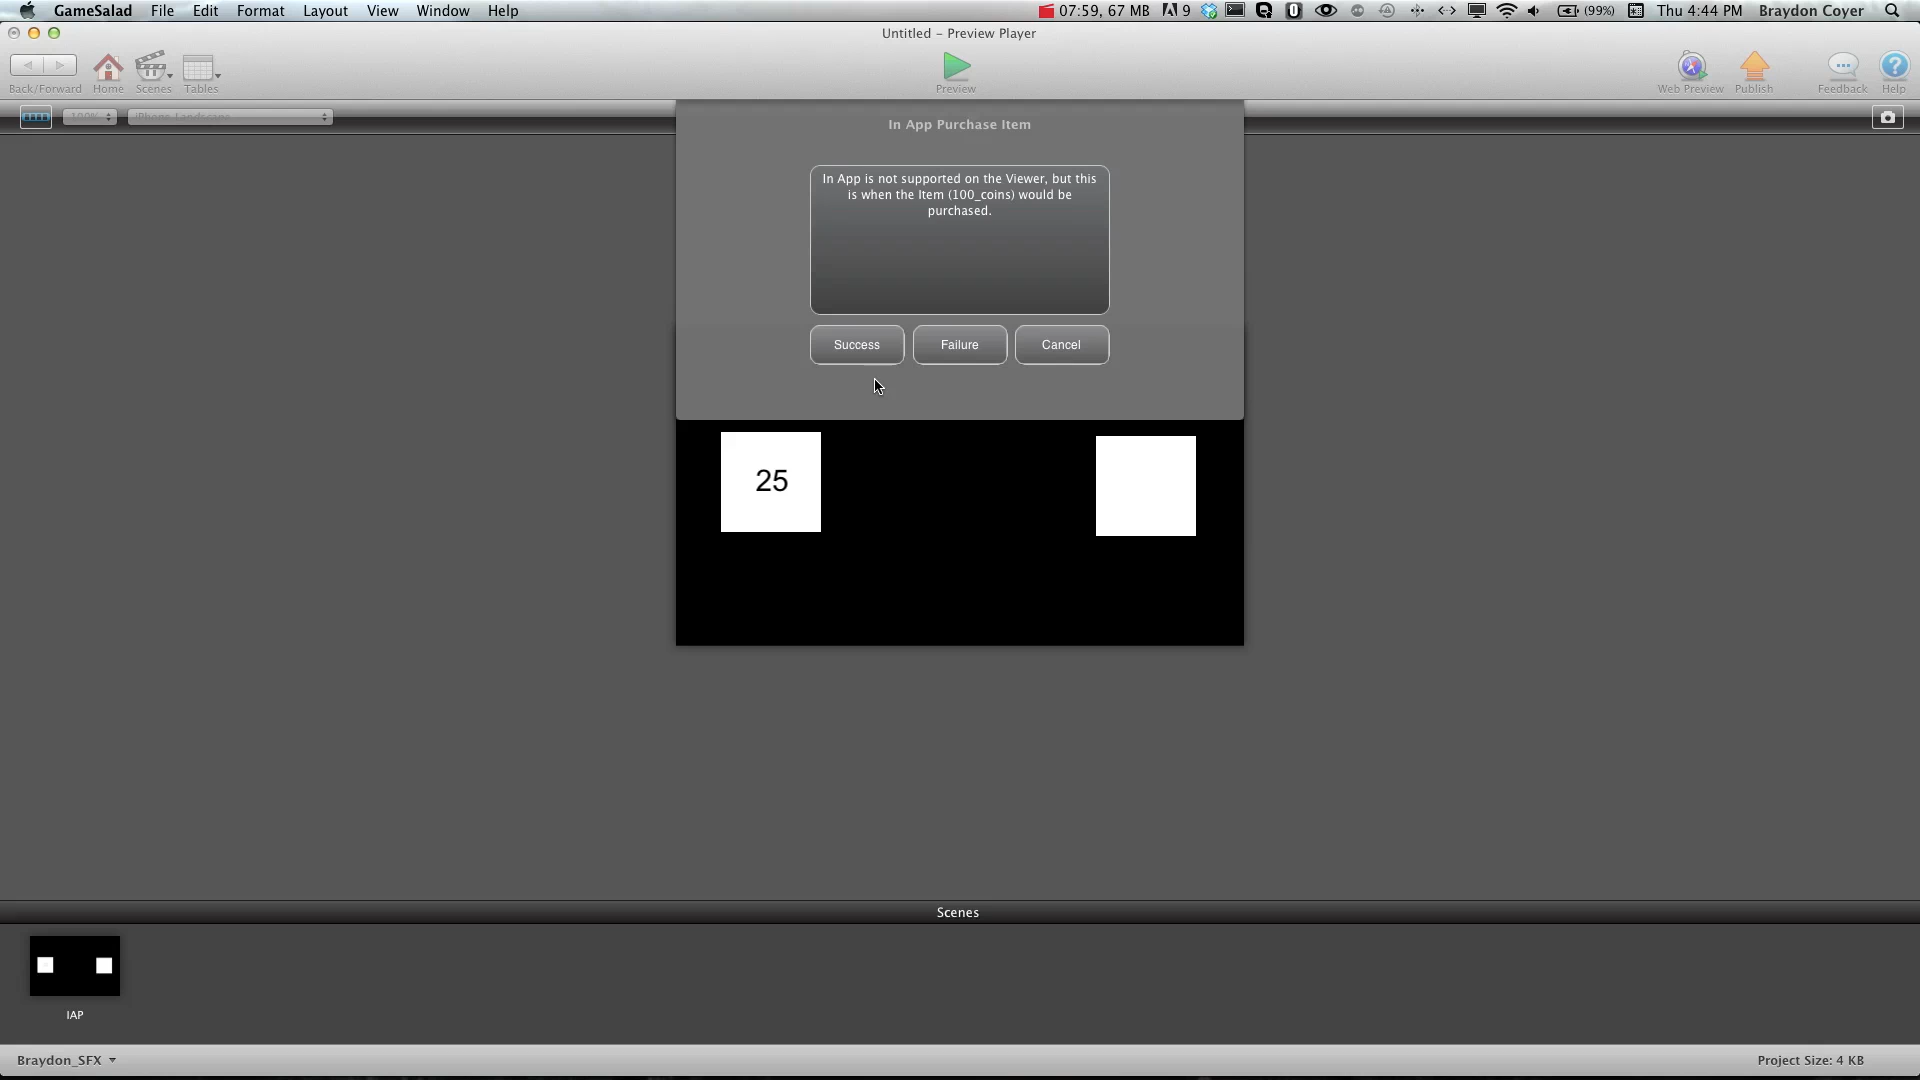 GameSalad File Edit Format Layout View Window Help 07:59, 67 MB 9 (99%) Thu 4:44 PM Braydon Coyer
Untitled – Preview Player
Back/Forward Home Scenes Tables Preview Web Preview Publish Feedback Help
100% iPhone Landscape
In App Purchase Item
In App is not supported on the Viewer, but this
is when the Item (100_coins) would be
purchased.
Success Failure Cancel
25
Scenes
IAP
Braydon_SFX Project Size: 4 KB